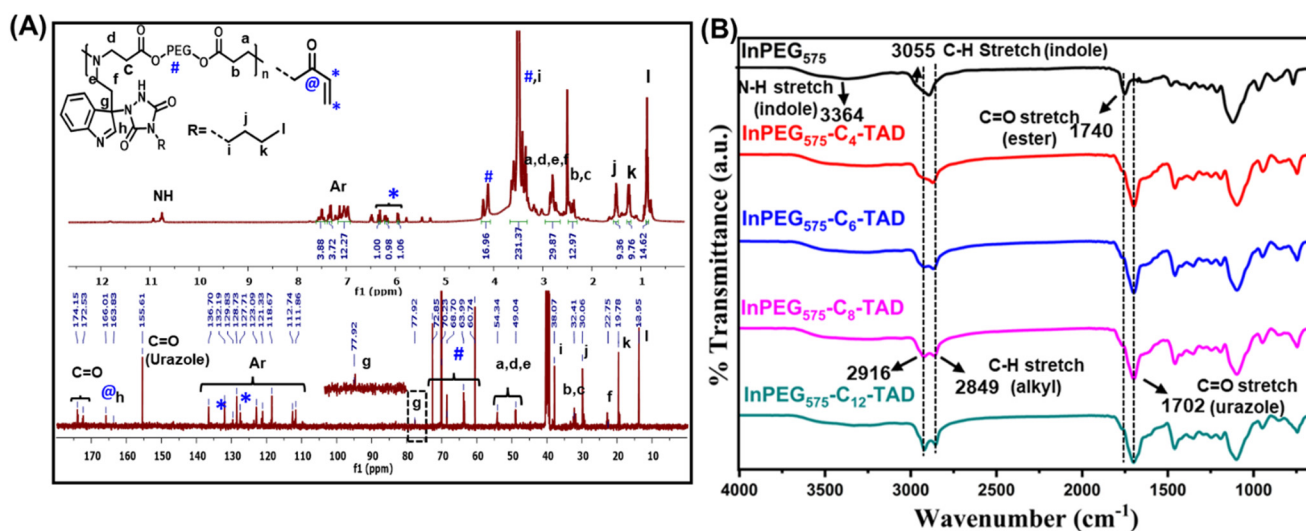 (A)
d
a
O
O
N
O
PEG
O
n
O
c
#
b
*
e
f
@
*
g
N
NH
O
h
O
N
N
R
R=
j
l
i
k
NH
Ar
*
#
#,i
a,d,e,f
b,c
j
k
l
3.88
3.72
12.27
1.00
0.98
1.06
16.96
231.37
29.87
12.97
9.36
9.76
14.62
12 11 10 9 8 7 6 5 4 3 2 1
f1 (ppm)
174.15
172.53
166.01
163.83
155.61
136.70
132.19
129.83
128.73
127.71
123.09
121.33
118.67
112.74
111.86
77.92
77.92
72.85
70.23
68.70
63.99
60.74
54.34
49.04
38.07
32.41
30.06
22.75
19.78
13.95
C=O
@
h
C=O
(Urazole)
Ar
*
*
g
g
#
a,d,e
i
b,c
j
f
k
l
170 160 150 140 130 120 110 100 90 80 70 60 50 40 30 20 10
f1 (ppm)
(B)
InPEG575
3055 C-H Stretch (indole)
N-H stretch
(indole)
3364
C=O stretch
(ester)
1740
InPEG575-C4-TAD
InPEG575-C6-TAD
InPEG575-C8-TAD
2916
C-H stretch
(alkyl)
2849
C=O stretch
(urazole)
1702
InPEG575-C12-TAD
% Transmittance (a.u.)
4000 3500 3000 2500 2000 1500 1000
Wavenumber (cm-1)